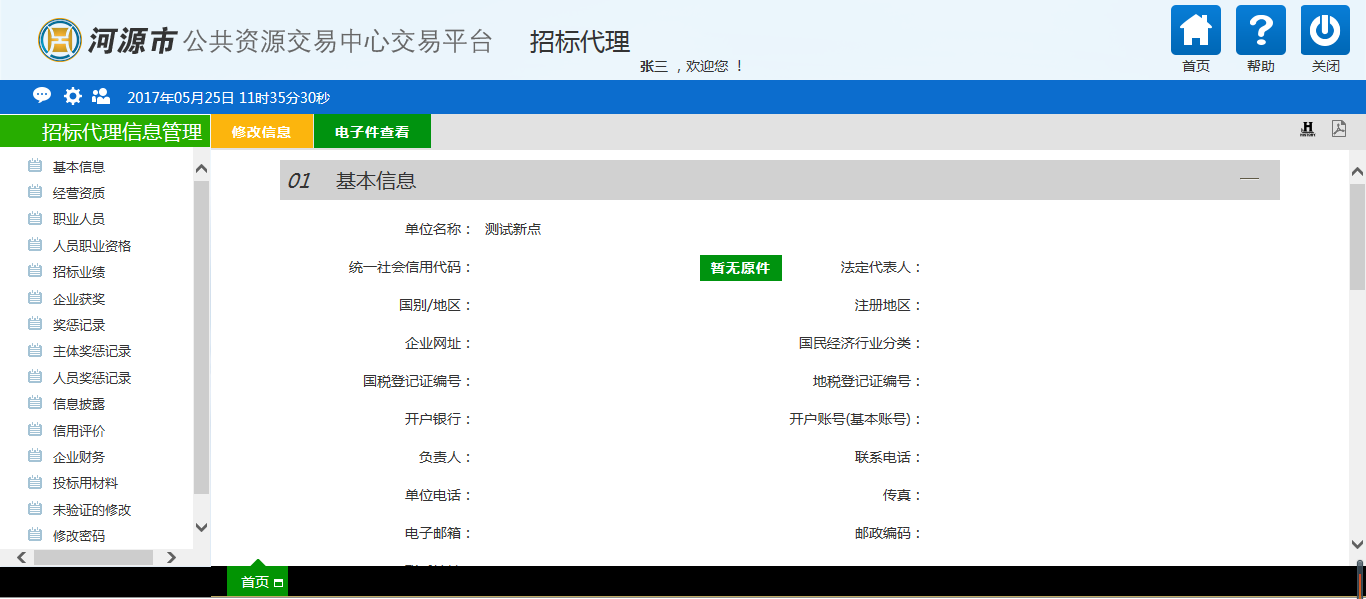 河源市 公共资源交易中心交易平台 招标代理
张三 ，欢迎您 ！
首页 帮助 关闭
2017年05月25日 11时35分30秒
招标代理信息管理
修改信息 电子件查看
H
基本信息
经营资质
职业人员
人员职业资格
招标业绩
企业获奖
奖惩记录
主体奖惩记录
人员奖惩记录
信息披露
信用评价
企业财务
投标用材料
未验证的修改
修改密码
01 基本信息
单位名称： 测试新点
统一社会信用代码： 暂无原件 法定代表人：
国别/地区： 注册地区：
企业网址： 国民经济行业分类：
国税登记证编号： 地税登记证编号：
开户银行： 开户账号(基本账号)：
负责人： 联系电话：
单位电话： 传真：
电子邮箱： 邮政编码：
首页